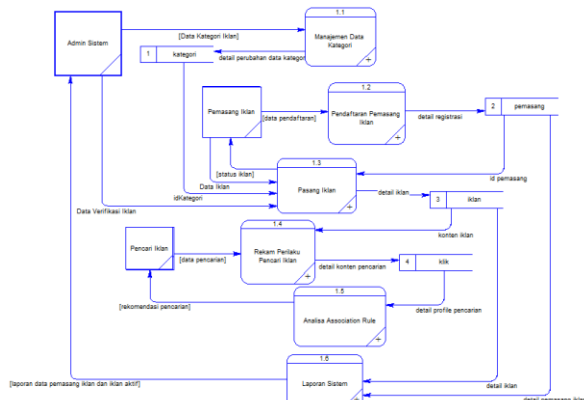 1.1
Admin Sistem
[Data Kategori Iklan]
Manajemen Data
Kategori
1 kategori
detail perubahan data kategori
1.2
Pemasang Iklan
[data pendaftaran]
Pendaftaran Pemasang
Iklan
detail registrasi
2 pemasang
[status iklan]
1.3
Data Iklan
Pasang Iklan
id pemasang
idKategori
detail iklan
3 iklan
Data Verifikasi Iklan
1.4
konten iklan
Pencari Iklan
[data pencarian]
Rekam Perilaku
Pencari Iklan
detail konten pencarian
4 klik
1.5
[rekomendasi pencarian]
Analisa Association Rule
detail profile pencarian
1.6
[laporan data pemasang iklan dan iklan aktif]
Laporan Sistem
detail iklan
detail pemasang iklan